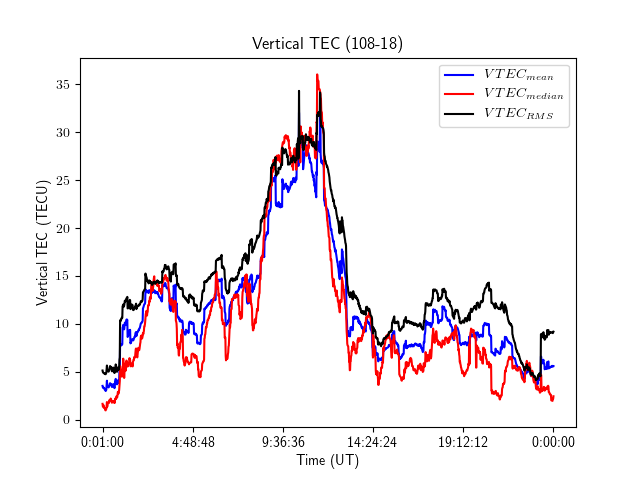 Vertical TEC (108-18)
VTEC_mean
VTEC_median
VTEC_RMS
Vertical TEC (TECU)
35
30
25
20
15
10
5
0
0:01:00 4:48:48 9:36:36 14:24:24 19:12:12 0:00:00
Time (UT)